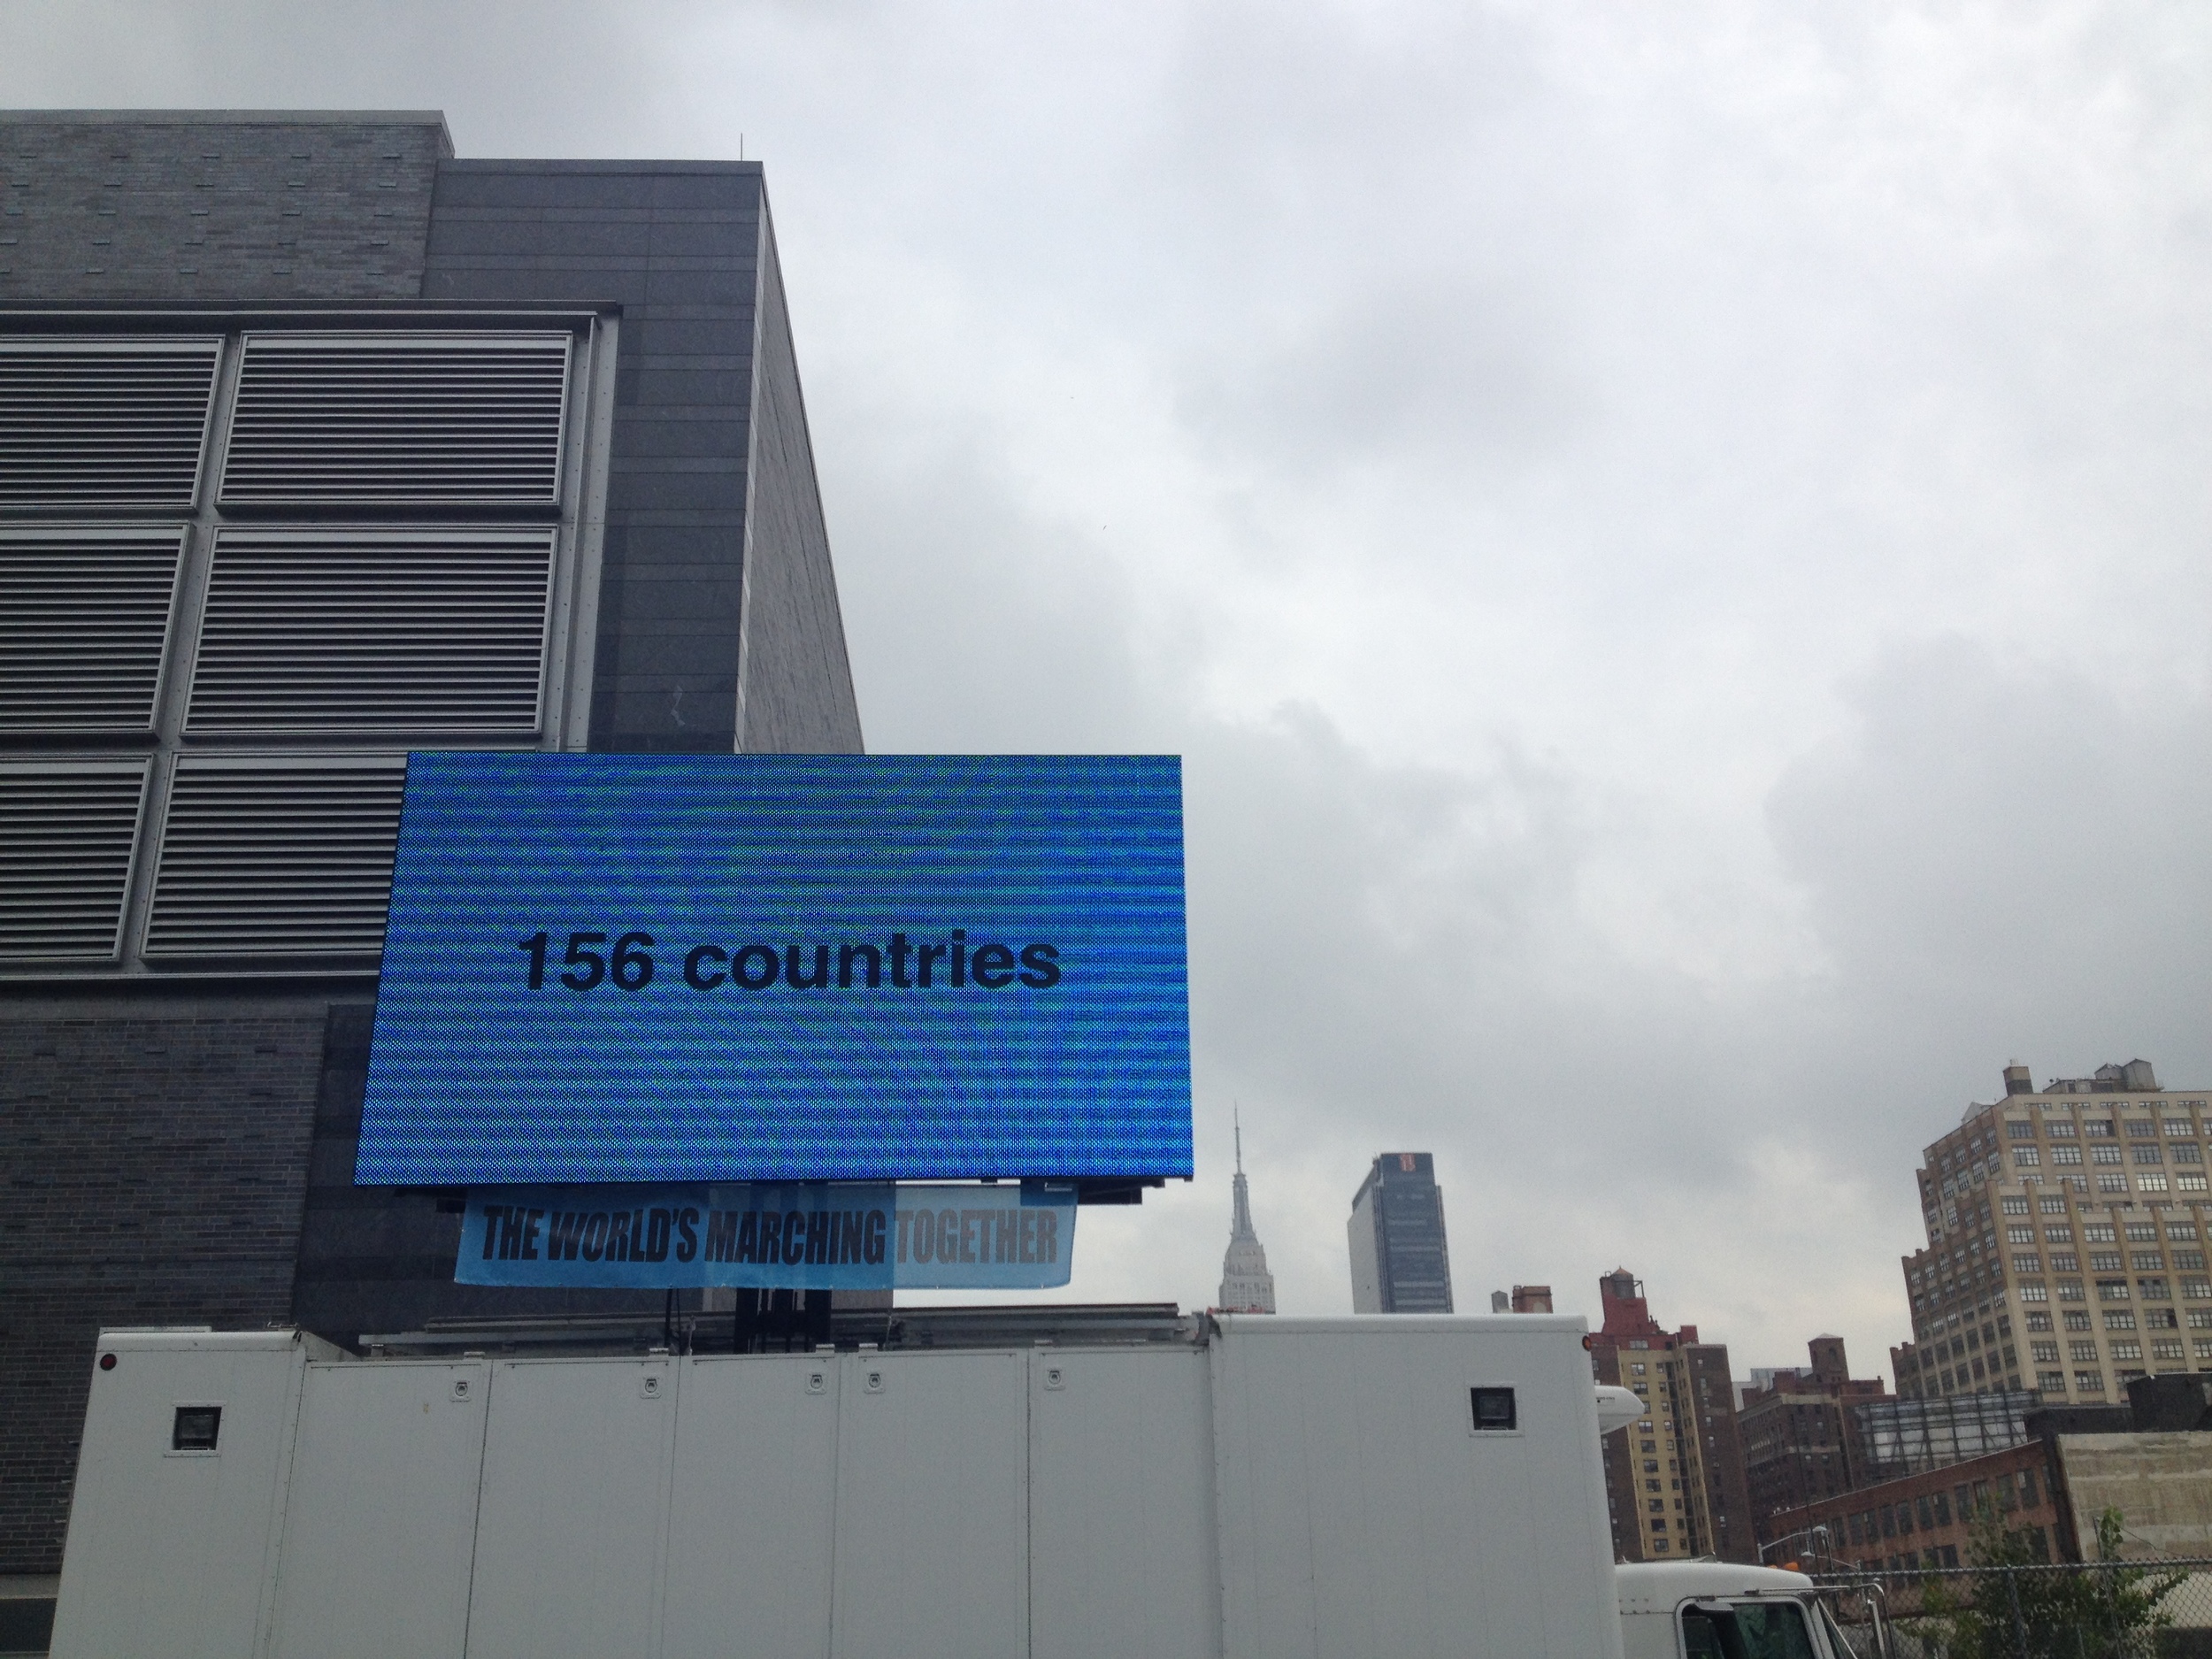 156 countries
THE WORLD'S MARCHING TOGETHER